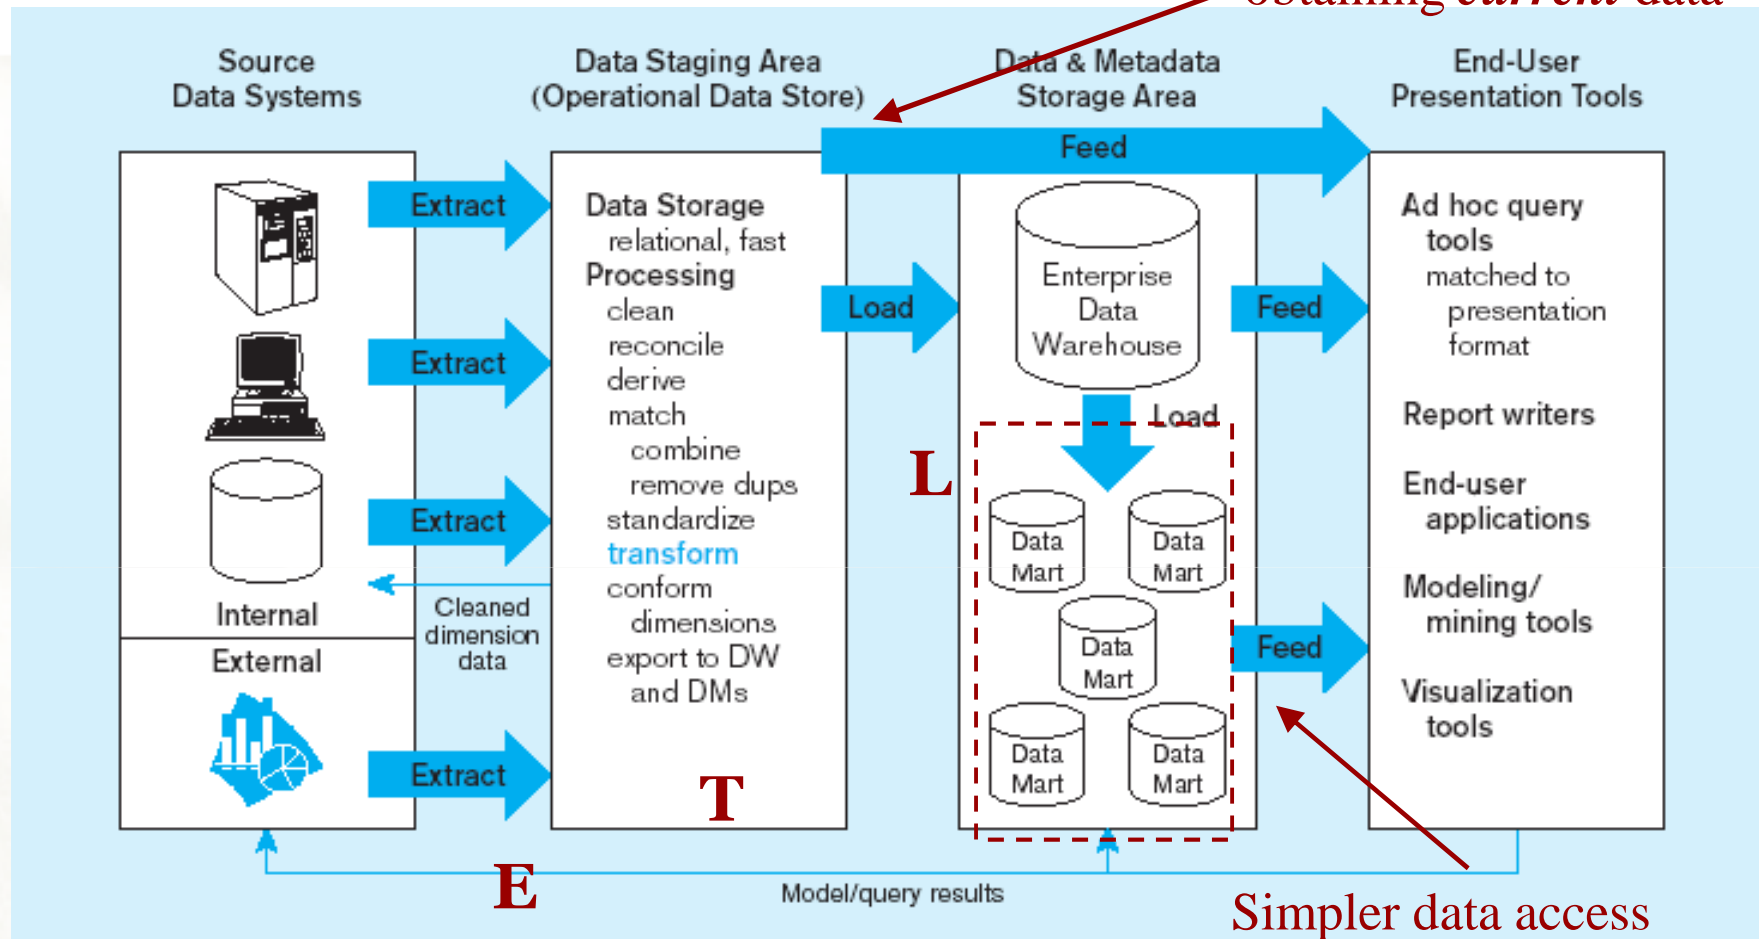 obtaining current data
Source
Data Systems
Data Staging Area
(Operational Data Store)
Data & Metadata
Storage Area
End-User
Presentation Tools
Extract
Extract
Extract
Internal
External
Extract
Cleaned
dimension
data
Data Storage
relational, fast
Processing
clean
reconcile
derive
match
combine
remove dups
standardize
transform
conform
dimensions
export to DW
and DMs
T
E
Feed
Load
Enterprise
Data
Warehouse
Load
L
Data
Mart
Data
Mart
Data
Mart
Data
Mart
Data
Mart
Feed
Feed
Ad hoc query
tools
matched to
presentation
format
Report writers
End-user
applications
Modeling/
mining tools
Visualization
tools
Model/query results
Simpler data access